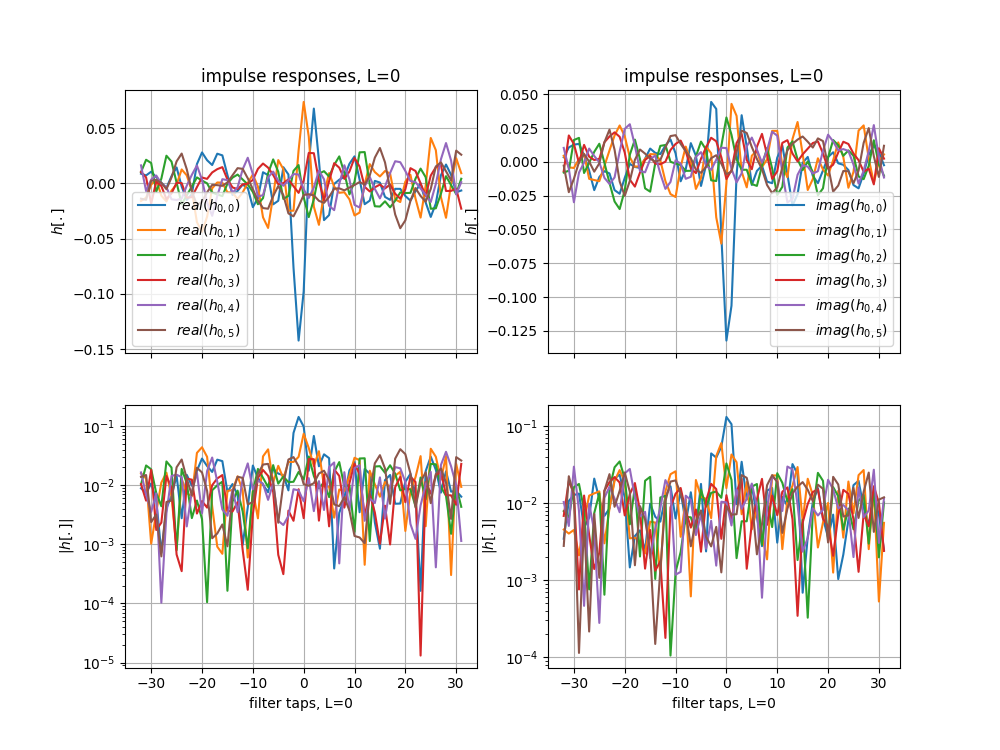 impulse responses, L=0
0.05
0.00
−0.05
−0.10
−0.15
h[.]
real(h0,0)
real(h0,1)
real(h0,2)
real(h0,3)
real(h0,4)
real(h0,5)
impulse responses, L=0
0.050
0.025
0.000
−0.025
−0.050
−0.075
−0.100
−0.125
h[.]
imag(h0,0)
imag(h0,1)
imag(h0,2)
imag(h0,3)
imag(h0,4)
imag(h0,5)
10−1
10−2
10−3
10−4
10−5
|h[.]|
−30 −20 −10 0 10 20 30
filter taps, L=0
10−1
10−2
10−3
10−4
|h[.]|
−30 −20 −10 0 10 20 30
filter taps, L=0